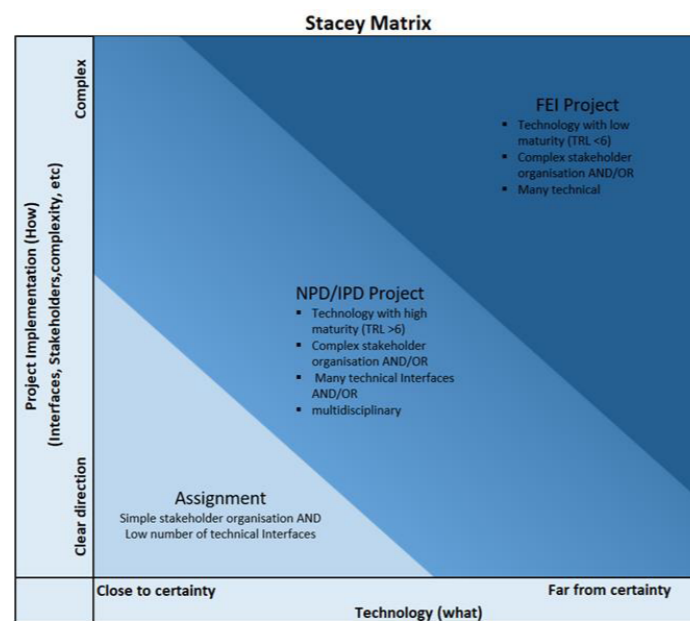 Stacey Matrix
Complex
Project Implementation (How)
(Interfaces, Stakeholders,complexity, etc)
Clear direction
FEI Project
▪ Technology with low
maturity (TRL <6)
▪ Complex stakeholder
organisation AND/OR
▪ Many technical
NPD/IPD Project
▪ Technology with high
maturity (TRL >6)
▪ Complex stakeholder
organisation AND/OR
▪ Many technical Interfaces
AND/OR
▪ multidisciplinary
Assignment
Simple stakeholder organisation AND
Low number of technical Interfaces
Close to certainty
Far from certainty
Technology (what)